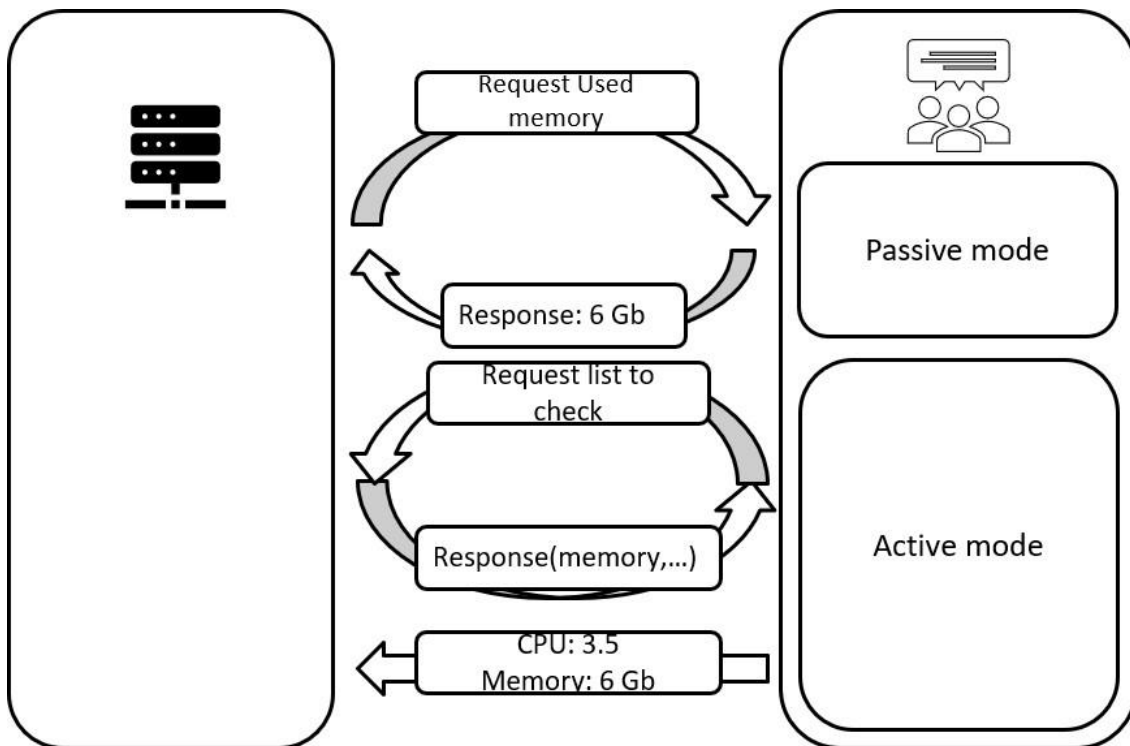 Request Used
memory
Passive mode
Response: 6 Gb
Request list to
check
Active mode
Response(memory,...)
CPU: 3.5
Memory: 6 Gb